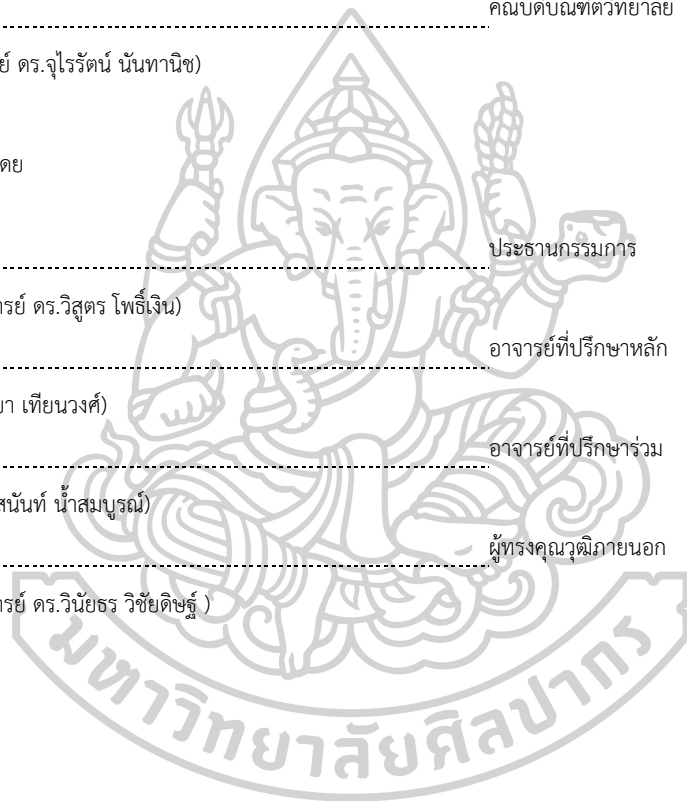 คณบดีบัณฑิตวิทยาลัย
ย์ ดร.จุไรรัตน์ นันทานิช)
ดย
ประธานกรรมการ
รย์ ดร.วิสูตร โพธิ์เงิน)
อาจารย์ที่ปรึกษาหลัก
ยา เทียนวงศ์)
อาจารย์ที่ปรึกษาร่วม
สนันท์ น้ำสมบูรณ์)
ผู้ทรงคุณวุฒิภายนอก
รย์ ดร.วินัยธร วิชัยดิษฐ์ )
มหาวิทยาลัยศิลปากร